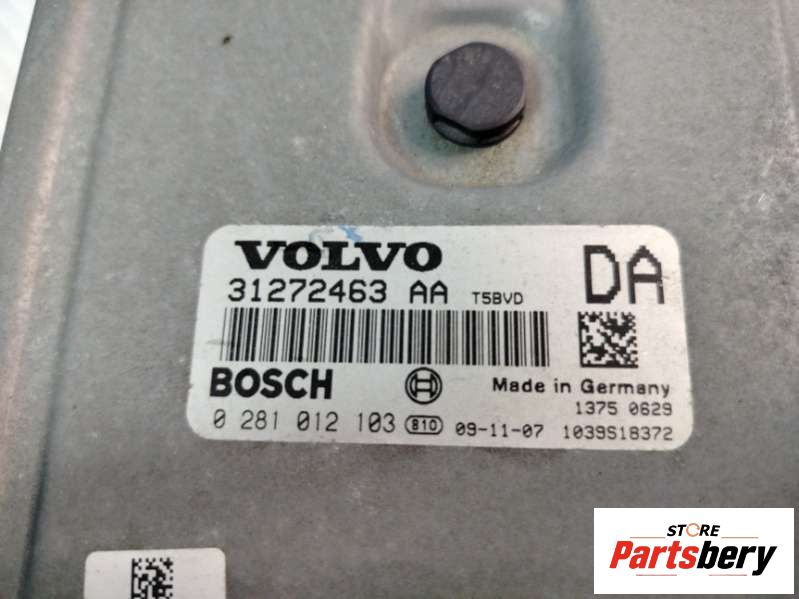 VOLVO DA
31272463 AA T5BVD
BOSCH Made in Germany
1375 0629
0 281 012 103 810 09-11-07 1039S18372
STORE
Partsbery